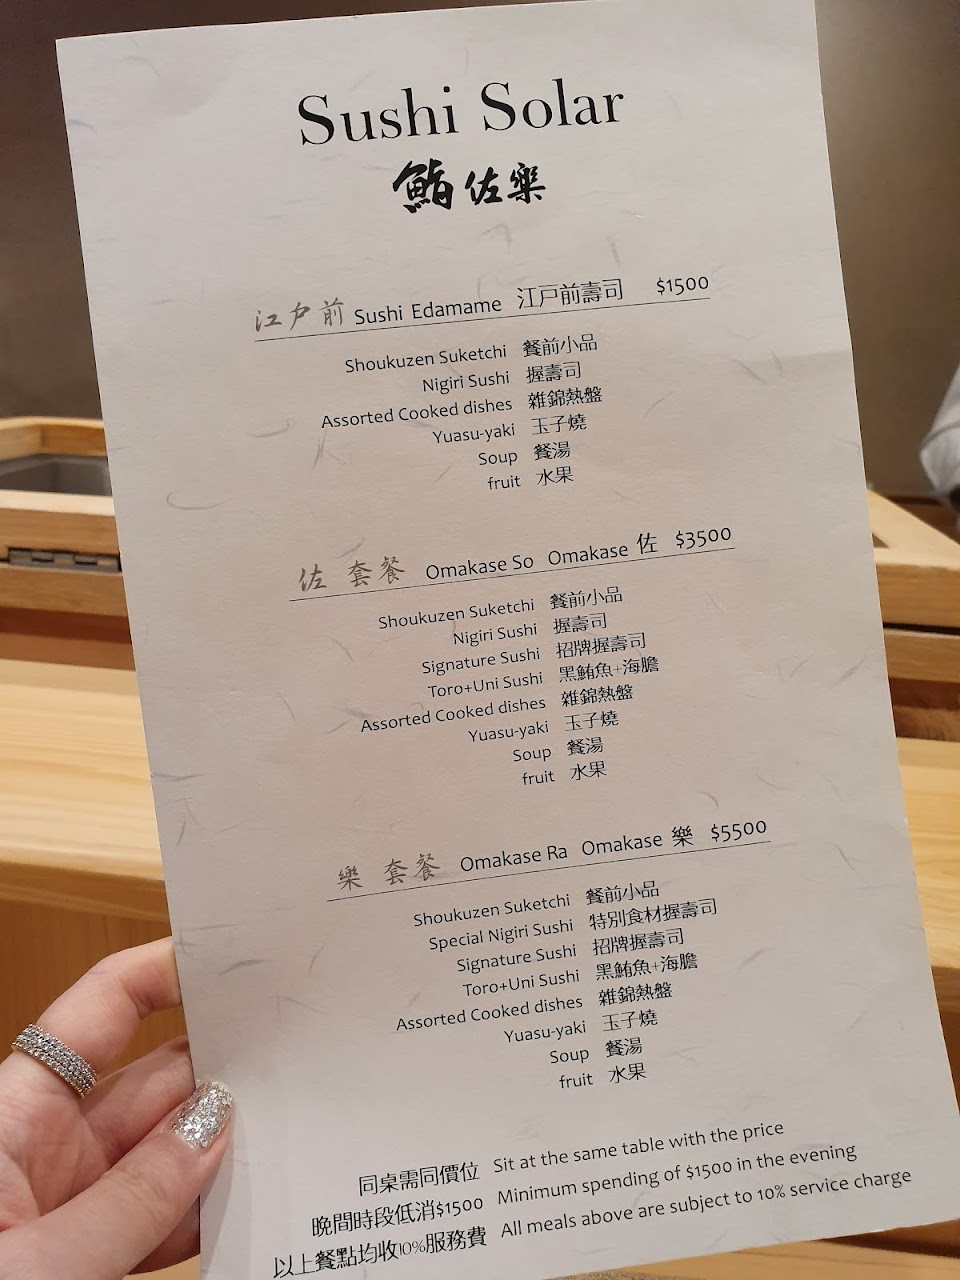 Sushi Solar
鮨佐樂
江戶前 Sushi Edamame 江戸前壽司 $1500
Shoukuzen Suketchi 餐前小品
Nigiri Sushi 握壽司
Assorted Cooked dishes 雜錦熱盤
Yuasu-yaki 玉子燒
Soup 餐湯
fruit 水果
佐 套餐 Omakase So Omakase 佐 $3500
Shoukuzen Suketchi 餐前小品
Nigiri Sushi 握壽司
Signature Sushi 招牌握壽司
Toro+Uni Sushi 黑鮪魚+海膽
Assorted Cooked dishes 雜錦熱盤
Yuasu-yaki 玉子燒
Soup 餐湯
fruit 水果
樂 套餐 Omakase Ra Omakase 樂 $5500
Shoukuzen Suketchi 餐前小品
Special Nigiri Sushi 特別食材握壽司
Signature Sushi 招牌握壽司
Toro+Uni Sushi 黑鮪魚+海膽
Assorted Cooked dishes 雜錦熱盤
Yuasu-yaki 玉子燒
Soup 餐湯
fruit 水果
同桌需同價位 Sit at the same table with the price
晚間時段低消$1500 Minimum spending of $1500 in the evening
以上餐點均收10%服務費 All meals above are subject to 10% service charge